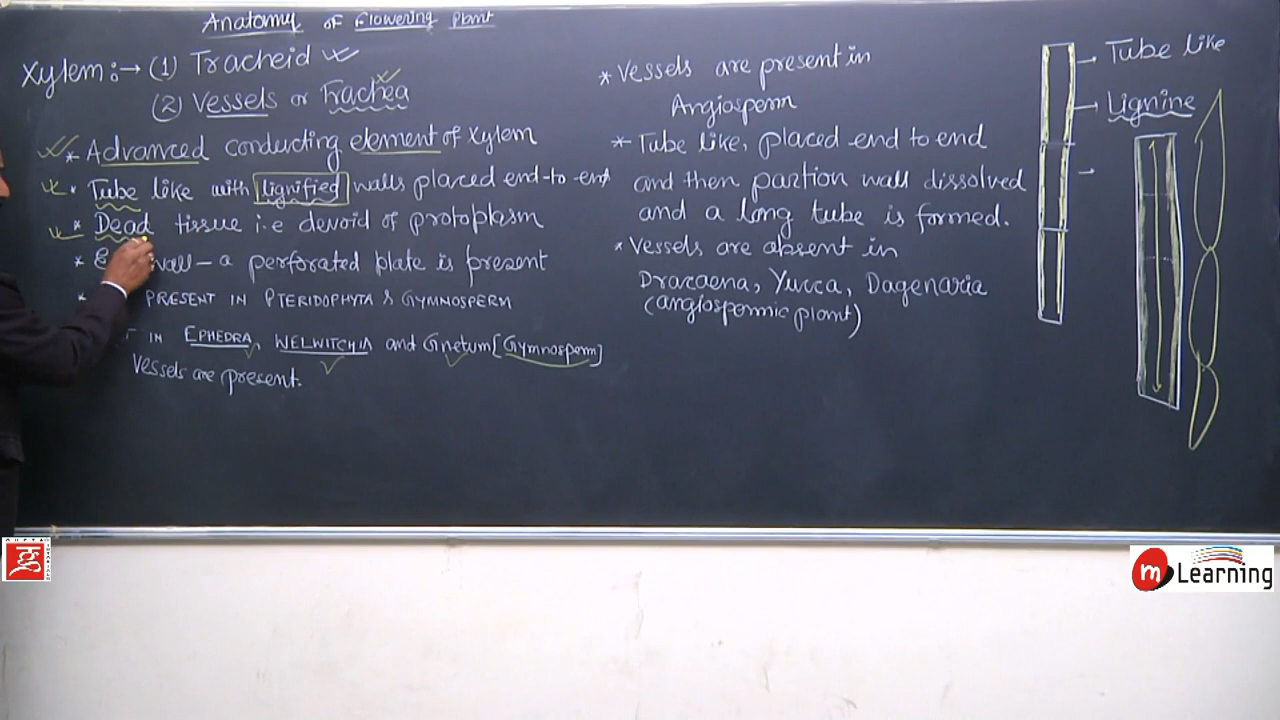 Anatomy of Flowering Plant
Xylem:→ (1) Tracheid
(2) Vessels or Trachea
* Advanced conducting element of Xylem
* Tube like with lignified walls placed end-to-end
* Dead tissue i.e devoid of protoplasm
* wall – a perforated plate is present
* PRESENT IN PTERIDOPHYTA & GYMNOSPERM
IN EPHEDRA, WELWITCHIA and Gnetum [Gymnosperm]
Vessels are present.
* Vessels are present in
Angiosperm
* Tube like, placed end to end
and then partion wall dissolved
and a long tube is formed.
* Vessels are absent in
Dracaena, Yucca, Dagenaria
(angiospermic plant)
→ Tube like
→ Lignine
→
m Learning